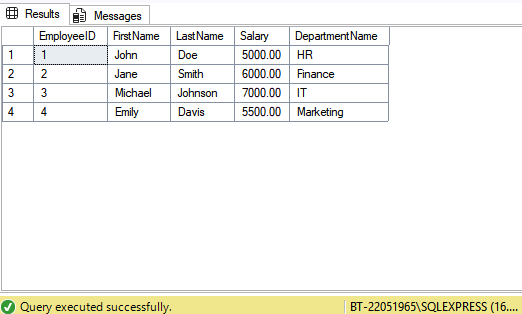 Results Messages
EmployeeID FirstName LastName Salary DepartmentName
1 1 John Doe 5000.00 HR
2 2 Jane Smith 6000.00 Finance
3 3 Michael Johnson 7000.00 IT
4 4 Emily Davis 5500.00 Marketing
Query executed successfully. BT-22051965\SQLEXPRESS (16....